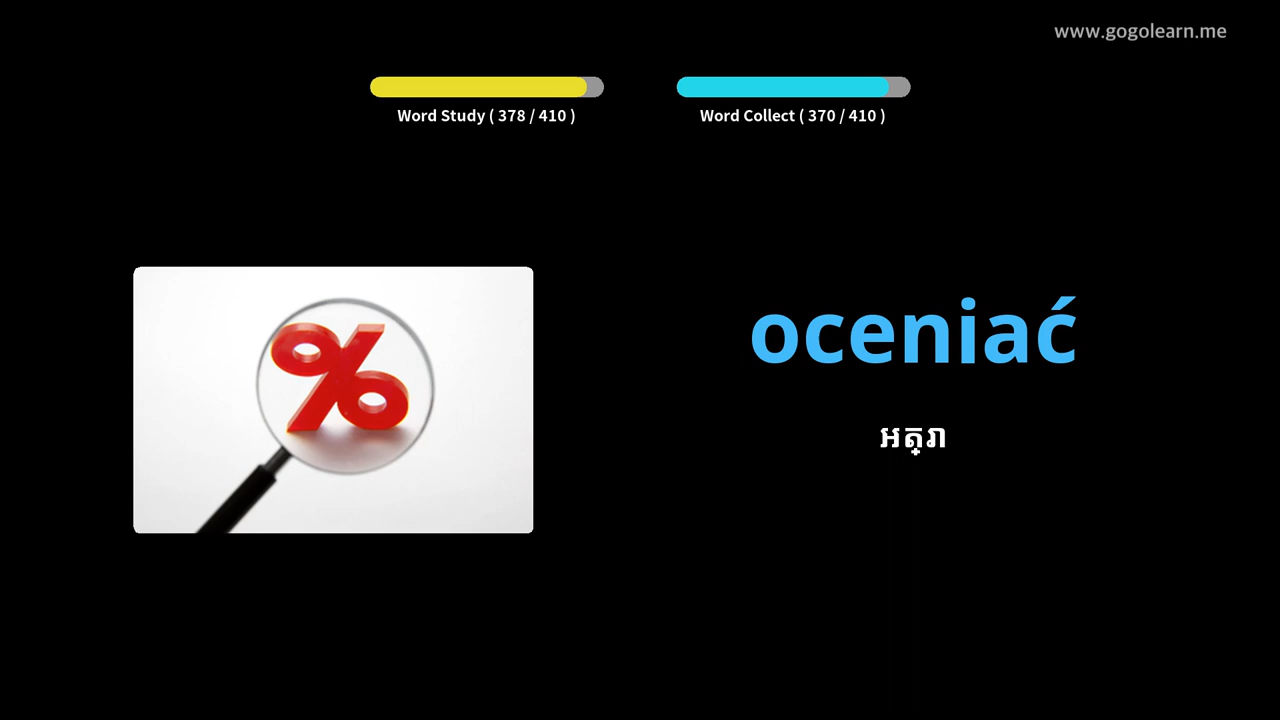 www.gogolearn.me
Word Study ( 378 / 410 )
Word Collect ( 370 / 410 )
%
oceniać
អត្រា